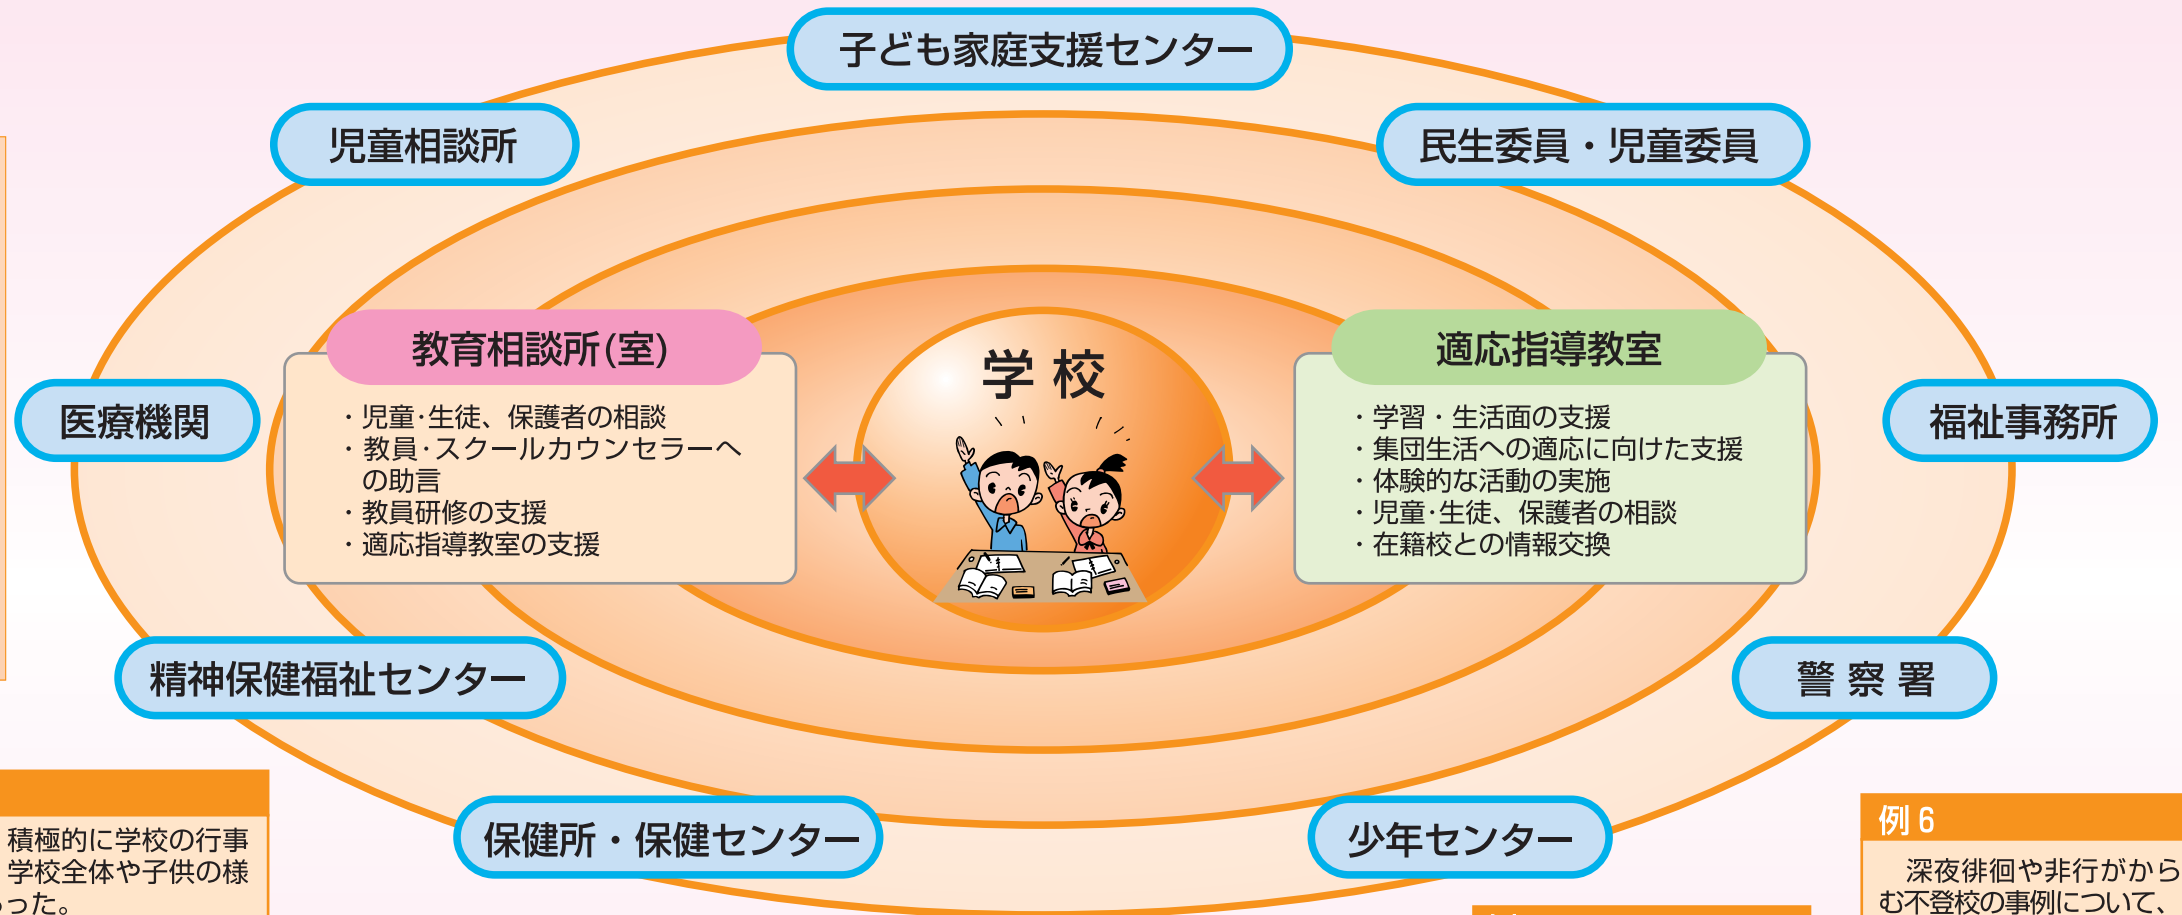 子ども家庭支援センター
児童相談所
民生委員・児童委員
教育相談所(室)
・児童・生徒、保護者の相談
・教員・スクールカウンセラーへ
の助言
・教員研修の支援
・適応指導教室の支援
学校
適応指導教室
・学習・生活面の支援
・集団生活への適応に向けた支援
・体験的な活動の実施
・児童・生徒、保護者の相談
・在籍校との情報交換
医療機関
福祉事務所
精神保健福祉センター
警察署
保健所・保健センター
少年センター
積極的に学校の行事
学校全体や子供の様
った。
例6
深夜徘徊や非行がから
む不登校の事例について、